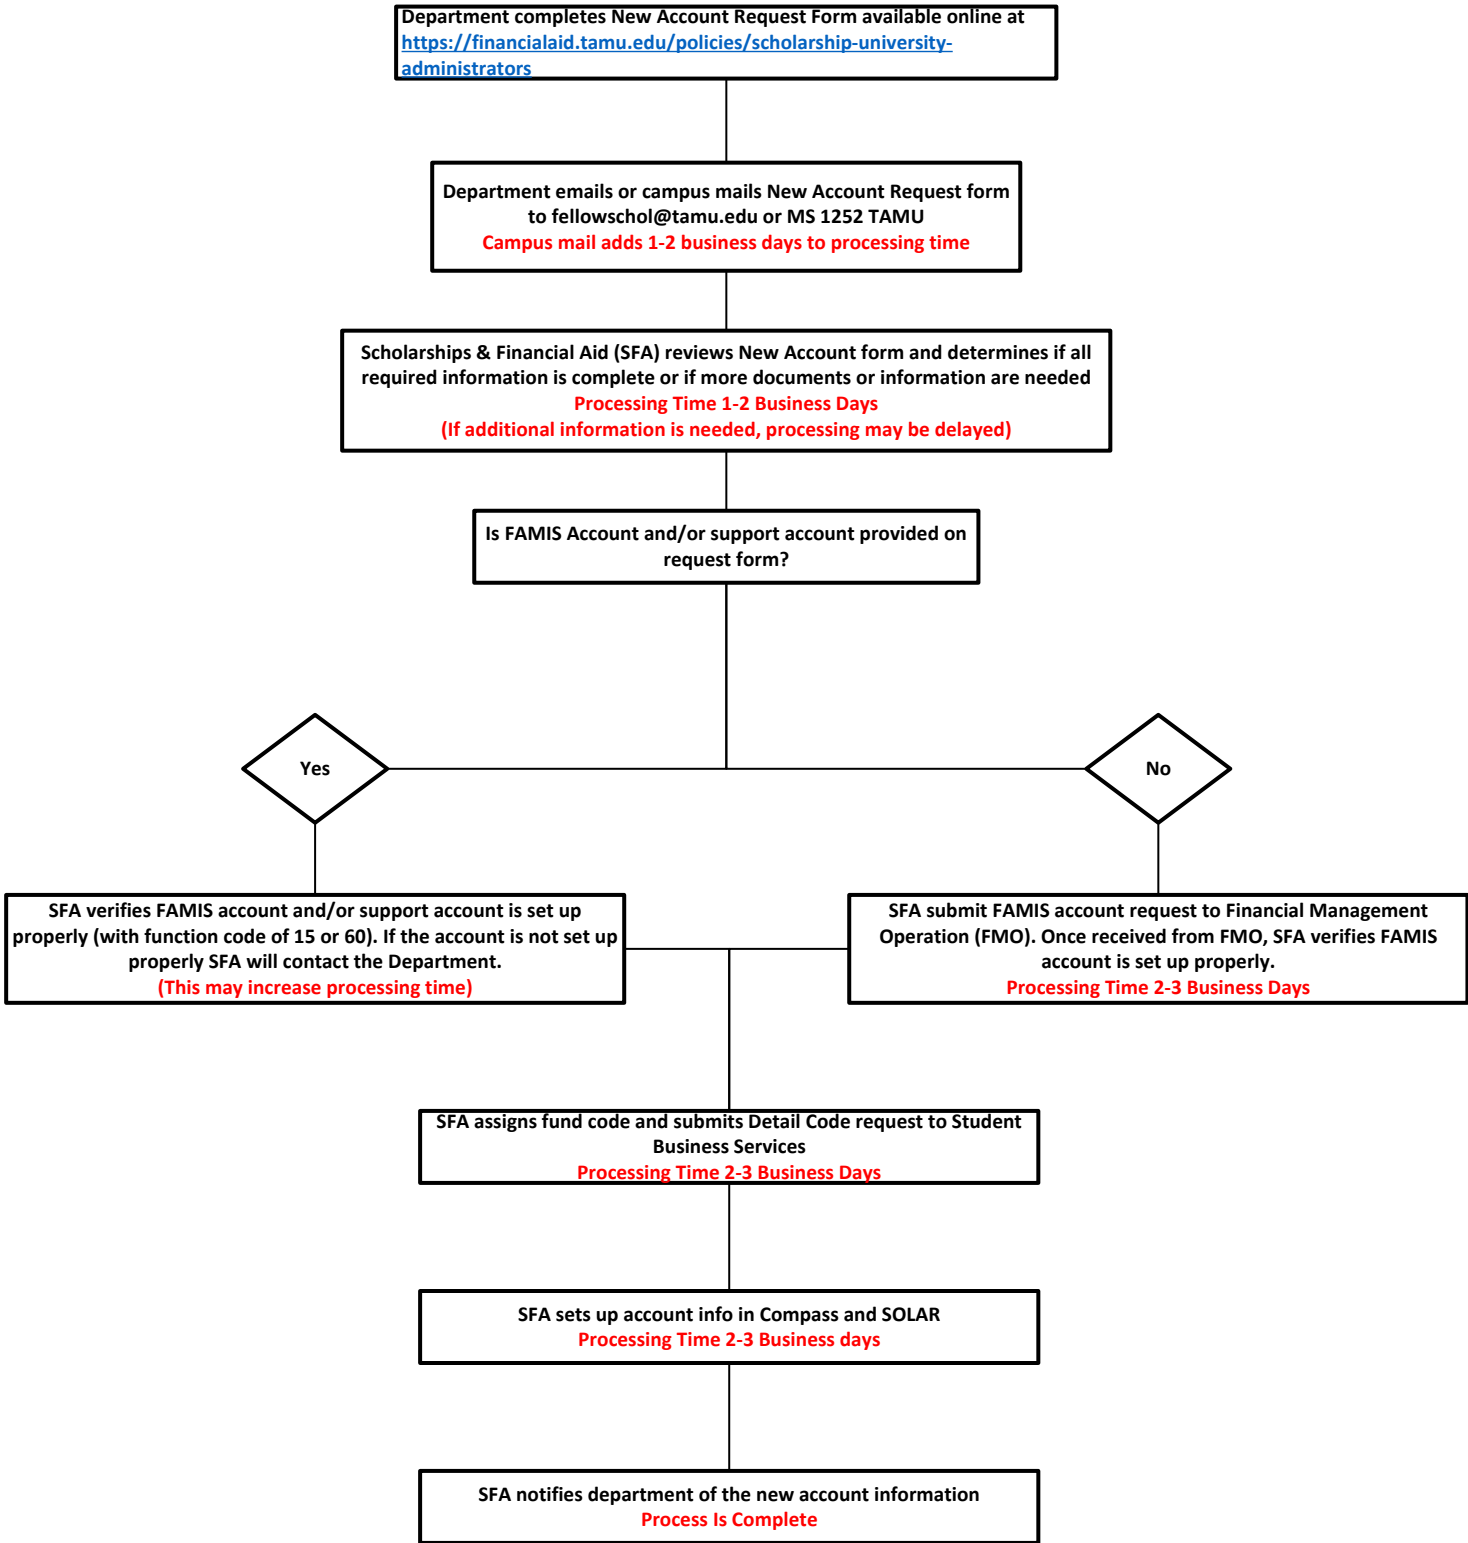 Department completes New Account Request Form available online at
https://financialaid.tamu.edu/policies/scholarship-university-
administrators
Department emails or campus mails New Account Request form
to fellowschol@tamu.edu or MS 1252 TAMU
Campus mail adds 1-2 business days to processing time
Scholarships & Financial Aid (SFA) reviews New Account form and determines if all
required information is complete or if more documents or information are needed
Processing Time 1-2 Business Days
(If additional information is needed, processing may be delayed)
Is FAMIS Account and/or support account provided on
request form?
Yes
No
SFA verifies FAMIS account and/or support account is set up
properly (with function code of 15 or 60). If the account is not set up
properly SFA will contact the Department.
(This may increase processing time)
SFA submit FAMIS account request to Financial Management
Operation (FMO). Once received from FMO, SFA verifies FAMIS
account is set up properly.
Processing Time 2-3 Business Days
SFA assigns fund code and submits Detail Code request to Student
Business Services
Processing Time 2-3 Business Days
SFA sets up account info in Compass and SOLAR
Processing Time 2-3 Business days
SFA notifies department of the new account information
Process Is Complete